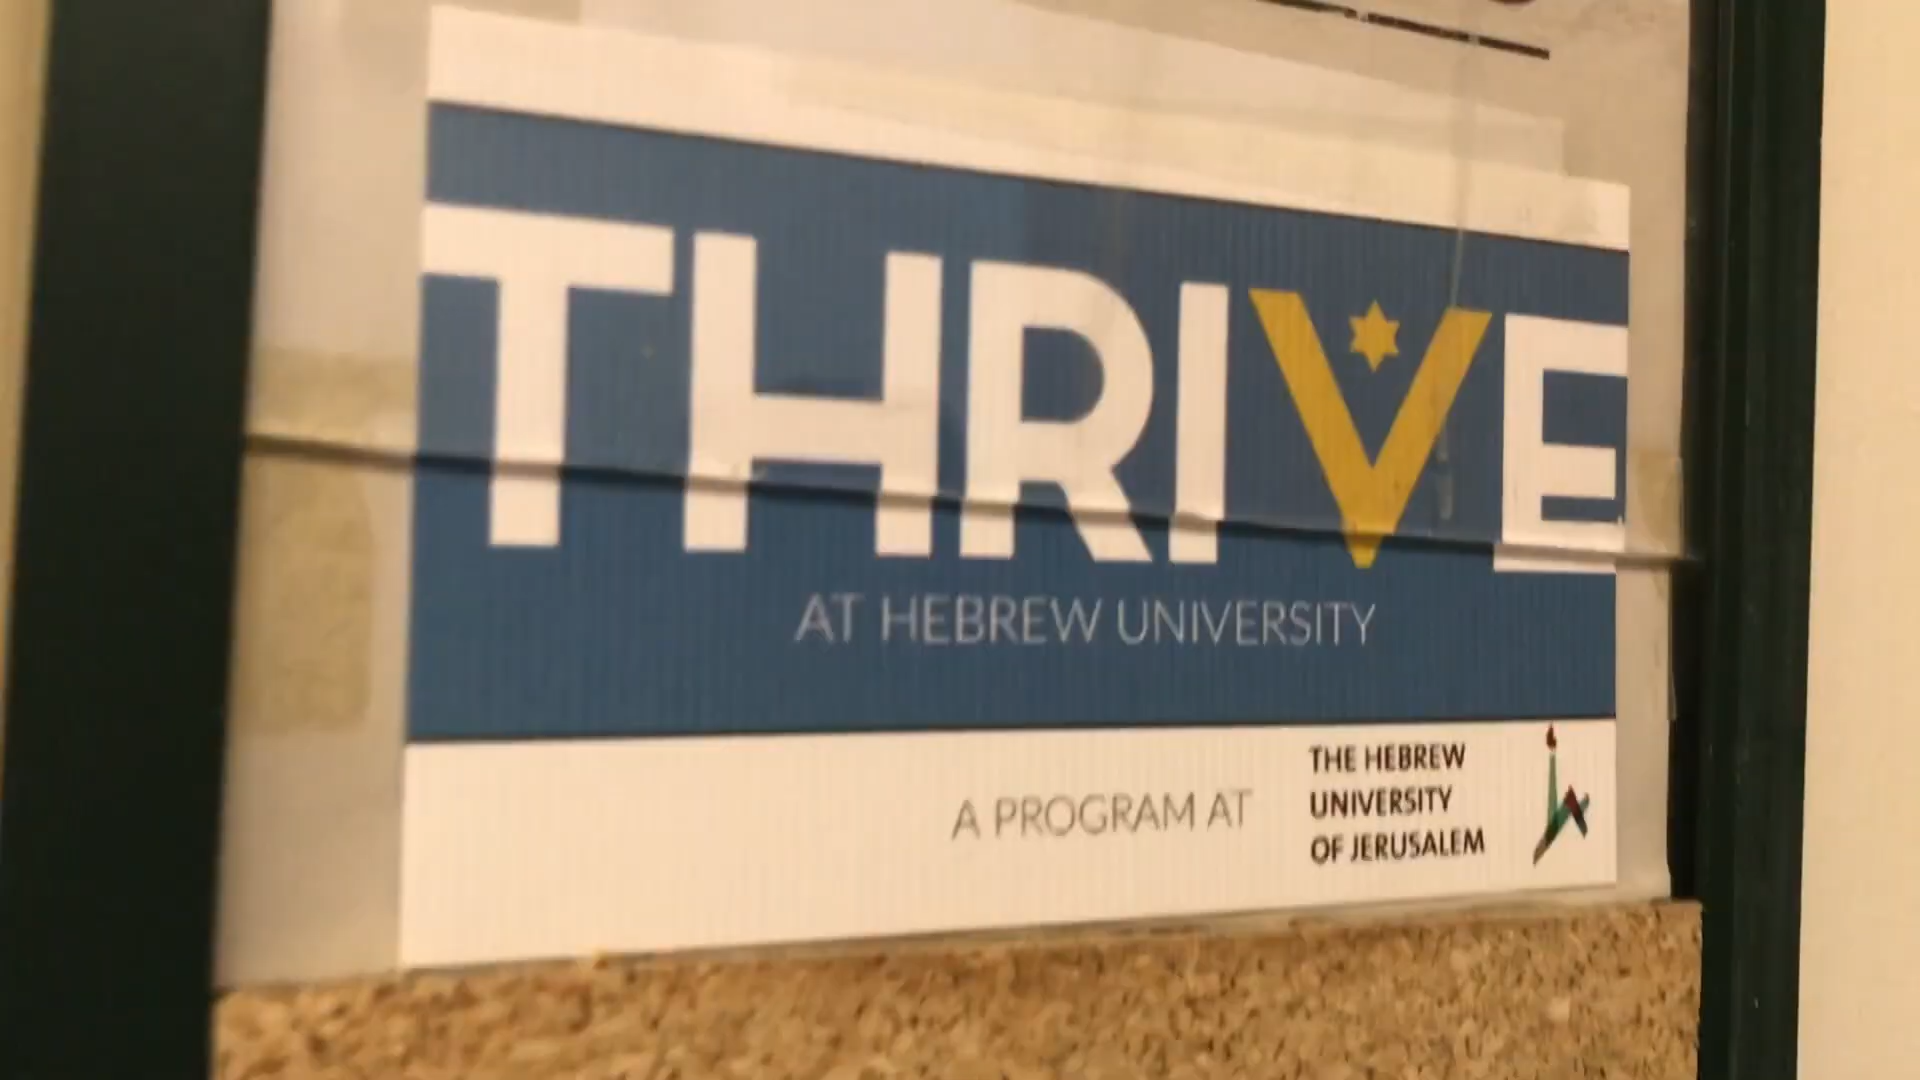 THRIVE
AT HEBREW UNIVERSITY
A PROGRAM AT
THE HEBREW
UNIVERSITY
OF JERUSALEM